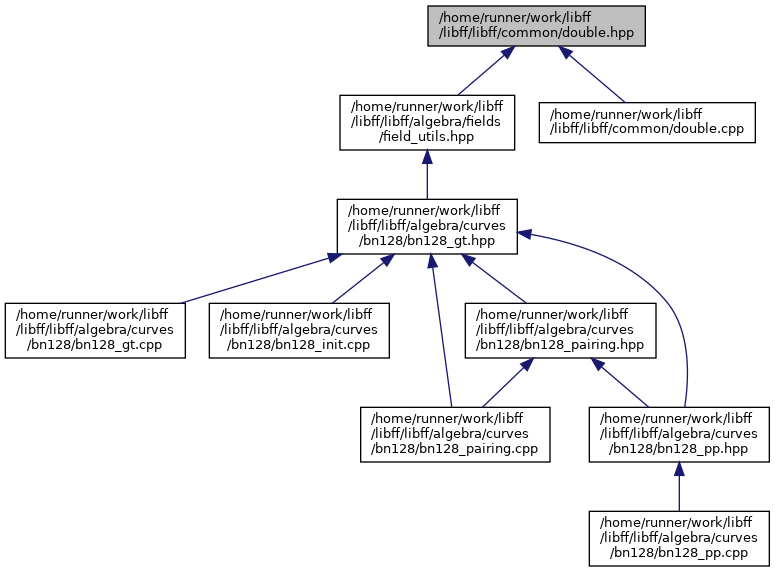 /home/runner/work/libff
/libff/libff/common/double.hpp
/home/runner/work/libff
/libff/libff/algebra/fields
/field_utils.hpp
/home/runner/work/libff
/libff/libff/common/double.cpp
/home/runner/work/libff
/libff/libff/algebra/curves
/bn128/bn128_gt.hpp
/home/runner/work/libff
/libff/libff/algebra/curves
/bn128/bn128_gt.cpp
/home/runner/work/libff
/libff/libff/algebra/curves
/bn128/bn128_init.cpp
/home/runner/work/libff
/libff/libff/algebra/curves
/bn128/bn128_pairing.hpp
/home/runner/work/libff
/libff/libff/algebra/curves
/bn128/bn128_pairing.cpp
/home/runner/work/libff
/libff/libff/algebra/curves
/bn128/bn128_pp.hpp
/home/runner/work/libff
/libff/libff/algebra/curves
/bn128/bn128_pp.cpp